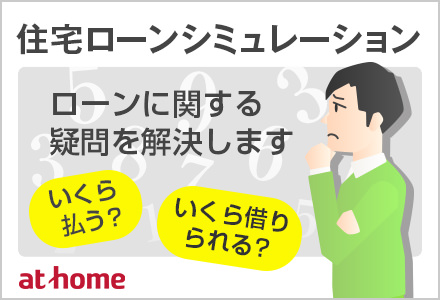 住宅ローンシミュレーション
ローンに関する
疑問を解決します
いくら
払う?
いくら借り
られる?
at home